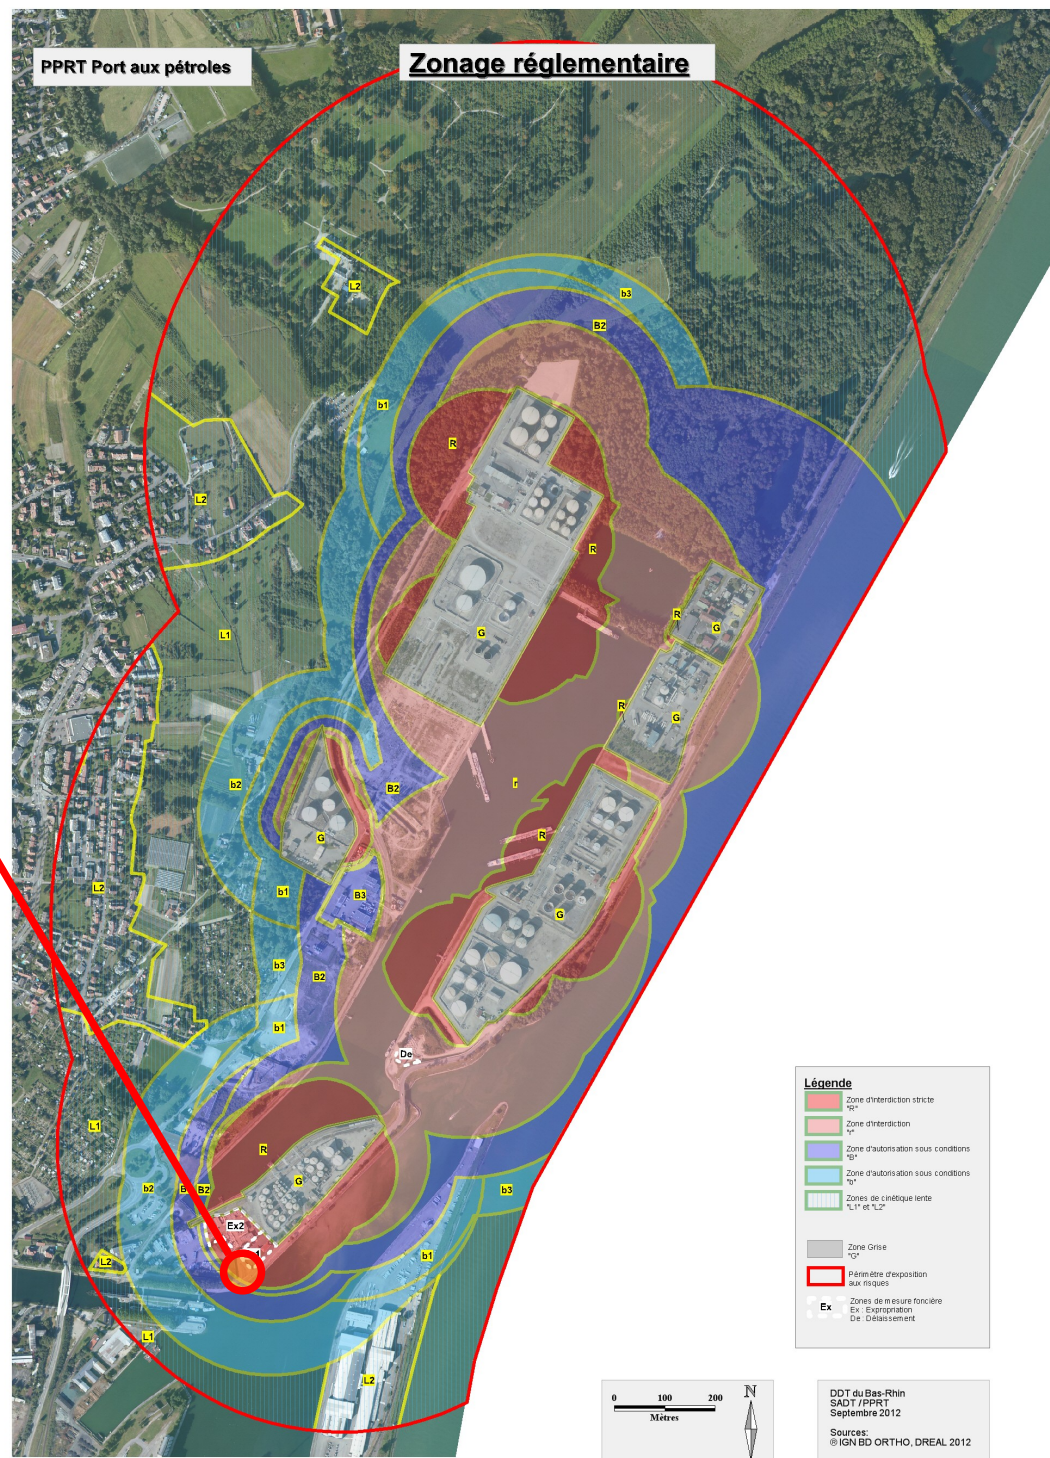 PPRT Port aux pétroles
Zonage réglementaire
L2
b3
B2
b1
R
L2
R
R
G
L1
G
R
G
B2
r
b2
R
G
b1
B3
L2
G
b3
B2
b1
De
L1
R
G
b2
B2
b3
Ex2
b1
L2
L1
L2
Légende
Zone d'interdiction stricte
"R"
Zone d'interdiction
"r"
Zone d'autorisation sous conditions
"B"
Zone d'autorisation sous conditions
"b"
Zones de cinétique lente
"L1" et "L2"
Zone Grise
"G"
Périmètre d'exposition
aux risques
Ex
Zones de mesure foncière
Ex : Expropriation
De : Délaissement
0 100 200
Mètres
N
DDT du Bas-Rhin
SADT / PPRT
Septembre 2012
Sources:
® IGN BD ORTHO, DREAL 2012